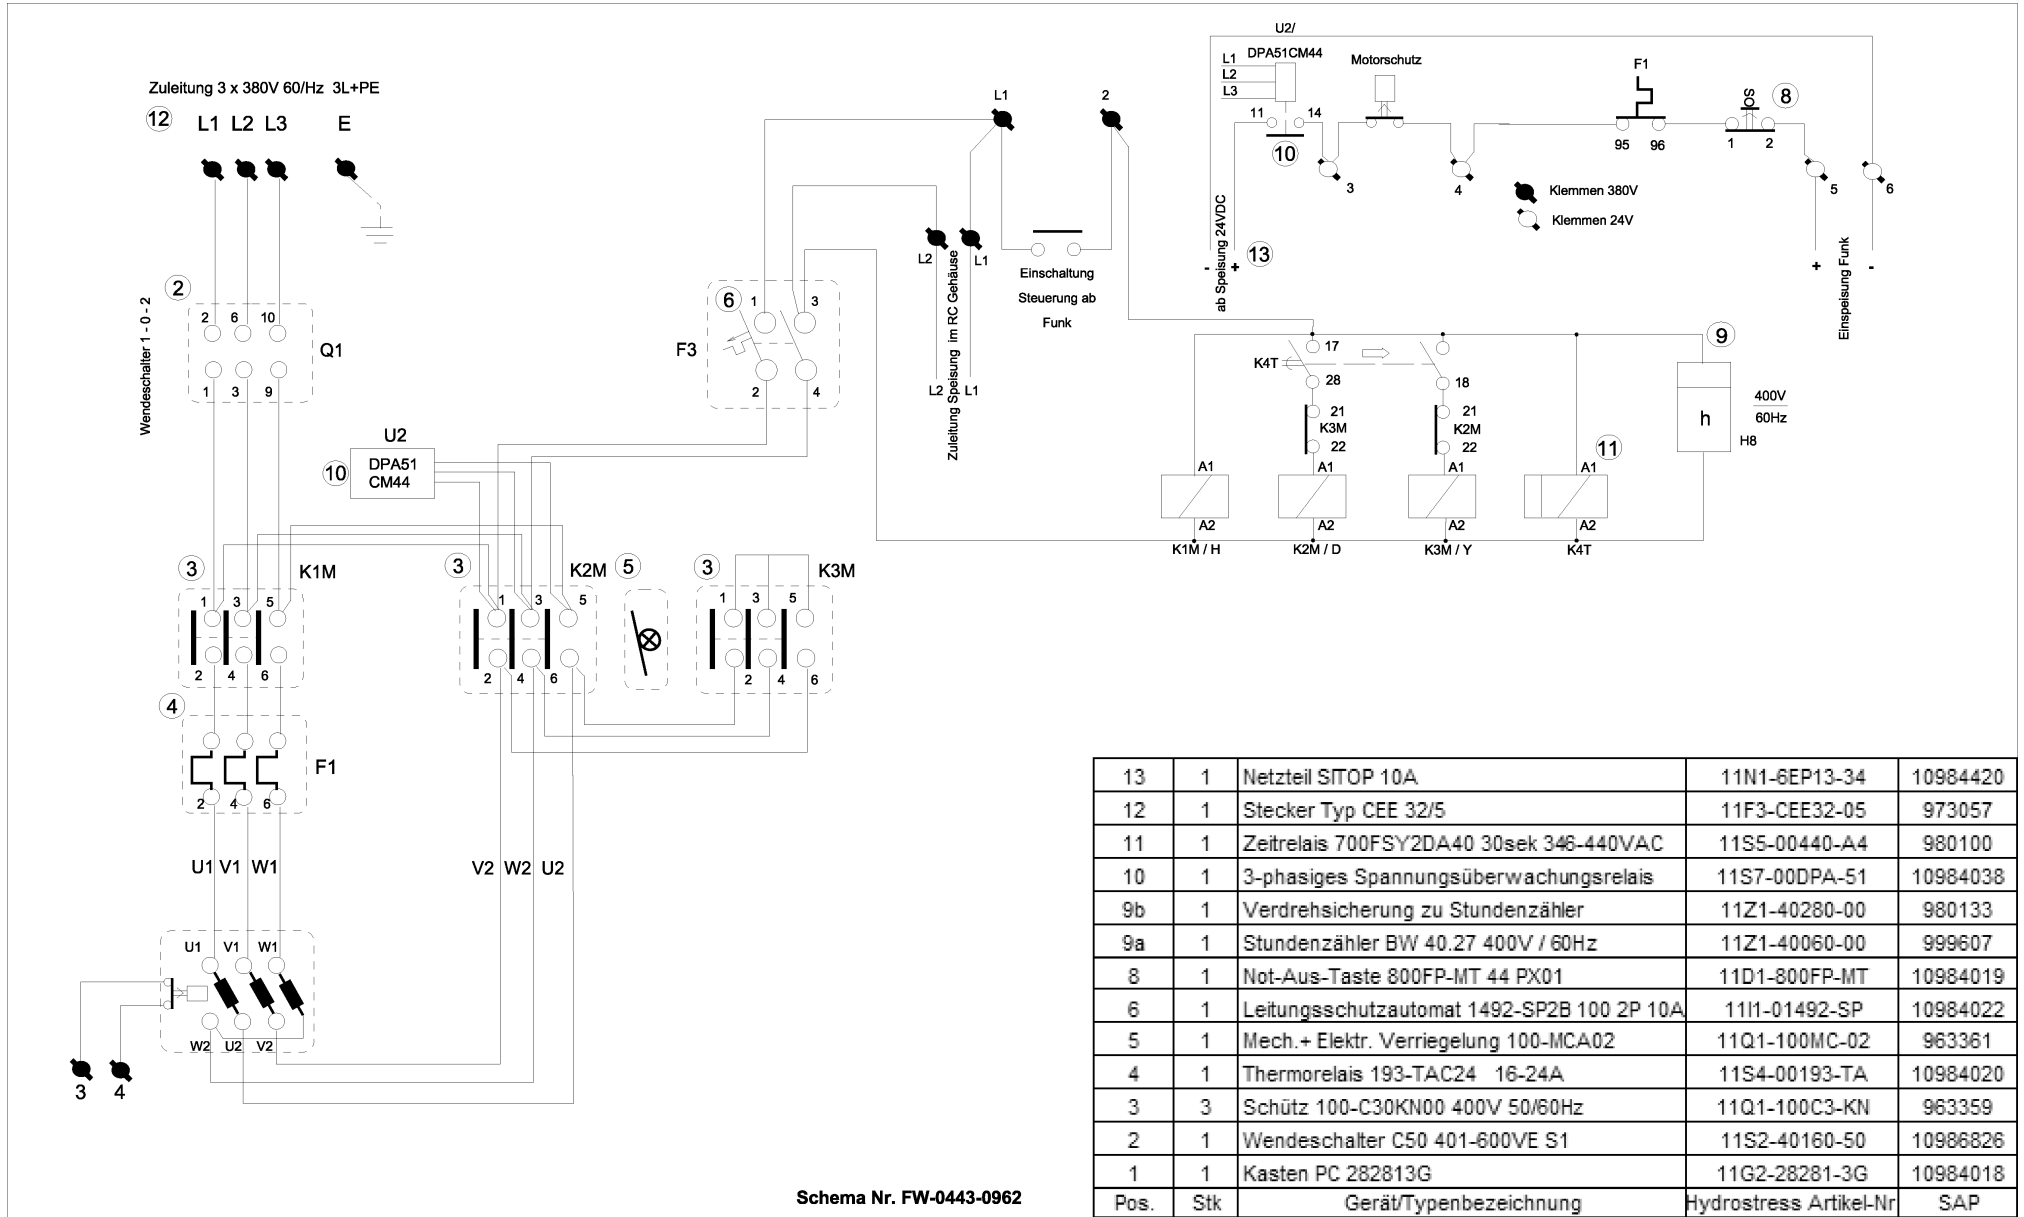 Zuleitung 3 x 380V 60/Hz 3L+PE
12
L1 L2 L3 E
Wendeschalter 1 - 0 - 2
2
2 6 10
Q1
1 3 9
U2
10
DPA51
CM44
3
K1M
1 3 5
2 4 6
4
F1
2 4 6
U1 V1 W1
V2 W2 U2
U1 V1 W1
W2 U2 V2
3 4
3
K2M
1 3 5
2 4 6
5
3
K3M
1 3 5
2 4 6
6
F3
1 3
2 4
L1 2
L2 L1
L2 L1
Zuleitung Speisung im RC Gehäuse
Einschaltung
Steuerung ab
Funk
U2/
DPA51CM44
L1
L2
L3
11 14
10
Motorschutz
F1
95 96
SO
8
1 2
3 4 5 6
Klemmen 380V
Klemmen 24V
ab Speisung 24VDC
- +
13
Einspeisung Funk
+ -
K4T
17
28
18
21
K3M
22
21
K2M
22
9
h
400V
60Hz
H8
11
A1 A1 A1 A1
A2 A2 A2 A2
K1M / H K2M / D K3M / Y K4T
13 1 Netzteil SITOP 10A 11N1-6EP13-34 10984420
12 1 Stecker Typ CEE 32/5 11F3-CEE32-05 973057
11 1 Zeitrelais 700FSY2DA40 30sek 346-440VAC 11S5-00440-A4 980100
10 1 3-phasiges Spannungsüberwachungsrelais 11S7-00DPA-51 10984038
9b 1 Verdrehsicherung zu Stundenzähler 11Z1-40280-00 980133
9a 1 Stundenzähler BW 40.27 400V / 60Hz 11Z1-40060-00 999607
8 1 Not-Aus-Taste 800FP-MT 44 PX01 11D1-800FP-MT 10984019
6 1 Leitungsschutzautomat 1492-SP2B 100 2P 10A 11I1-01492-SP 10984022
5 1 Mech.+ Elektr. Verriegelung 100-MCA02 11Q1-100MC-02 963361
4 1 Thermorelais 193-TAC24 16-24A 11S4-00193-TA 10984020
3 3 Schütz 100-C30KN00 400V 50/60Hz 11Q1-100C3-KN 963359
2 1 Wendeschalter C50 401-600VE S1 11S2-40160-50 10986826
1 1 Kasten PC 282813G 11G2-28281-3G 10984018
Pos. Stk Gerät/Typenbezeichnung Hydrostress Artikel-Nr SAP
Schema Nr. FW-0443-0962